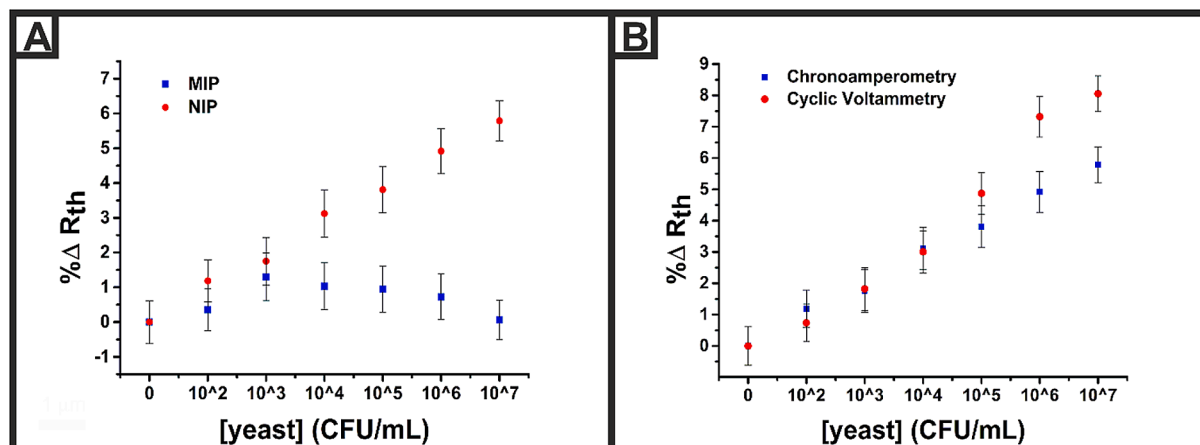 A
MIP
NIP
7
6
5
4
3
2
1
0
-1
%Δ Rth
0 10^2 10^3 10^4 10^5 10^6 10^7
[yeast] (CFU/mL)
1 µm
B
Chronoamperometry
Cyclic Voltammetry
9
8
7
6
5
4
3
2
1
0
%Δ Rth
0 10^2 10^3 10^4 10^5 10^6 10^7
[yeast] (CFU/mL)